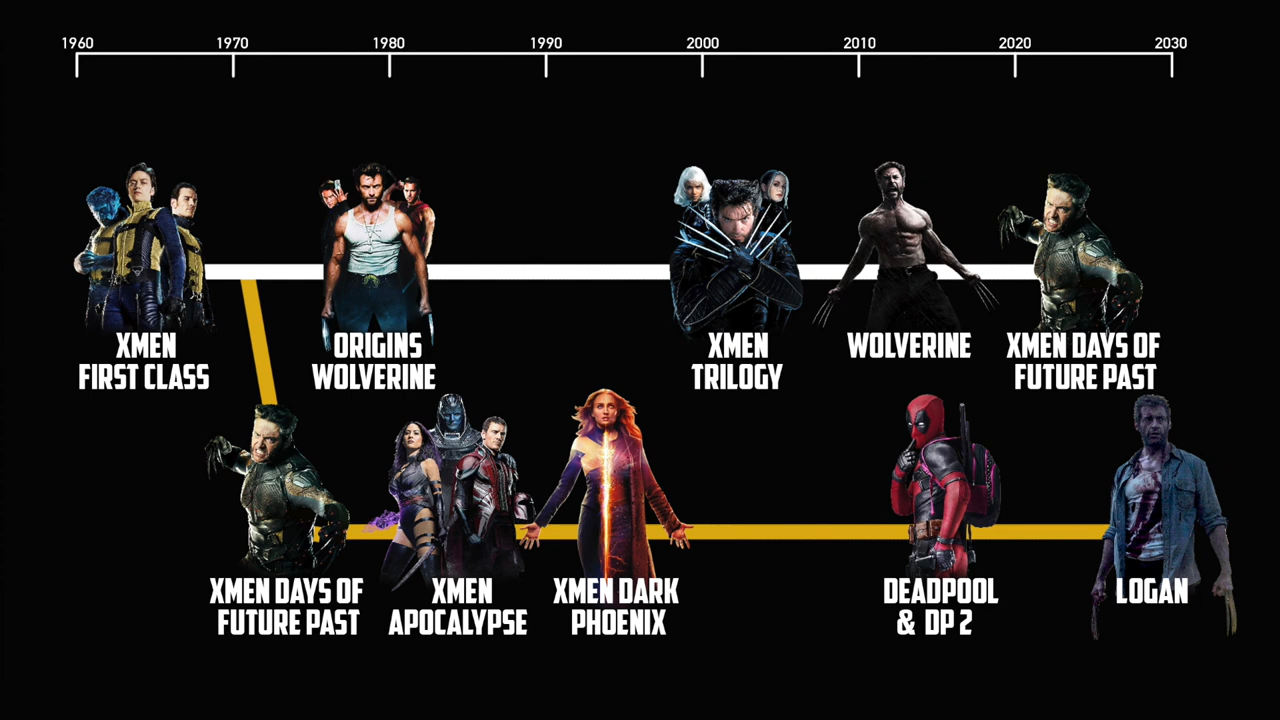 1960 1970 1980 1990 2000 2010 2020 2030
XMEN
FIRST CLASS
ORIGINS
WOLVERINE
XMEN
TRILOGY
WOLVERINE
XMEN DAYS OF
FUTURE PAST
XMEN DAYS OF
FUTURE PAST
XMEN
APOCALYPSE
XMEN DARK
PHOENIX
DEADPOOL
& DP 2
LOGAN